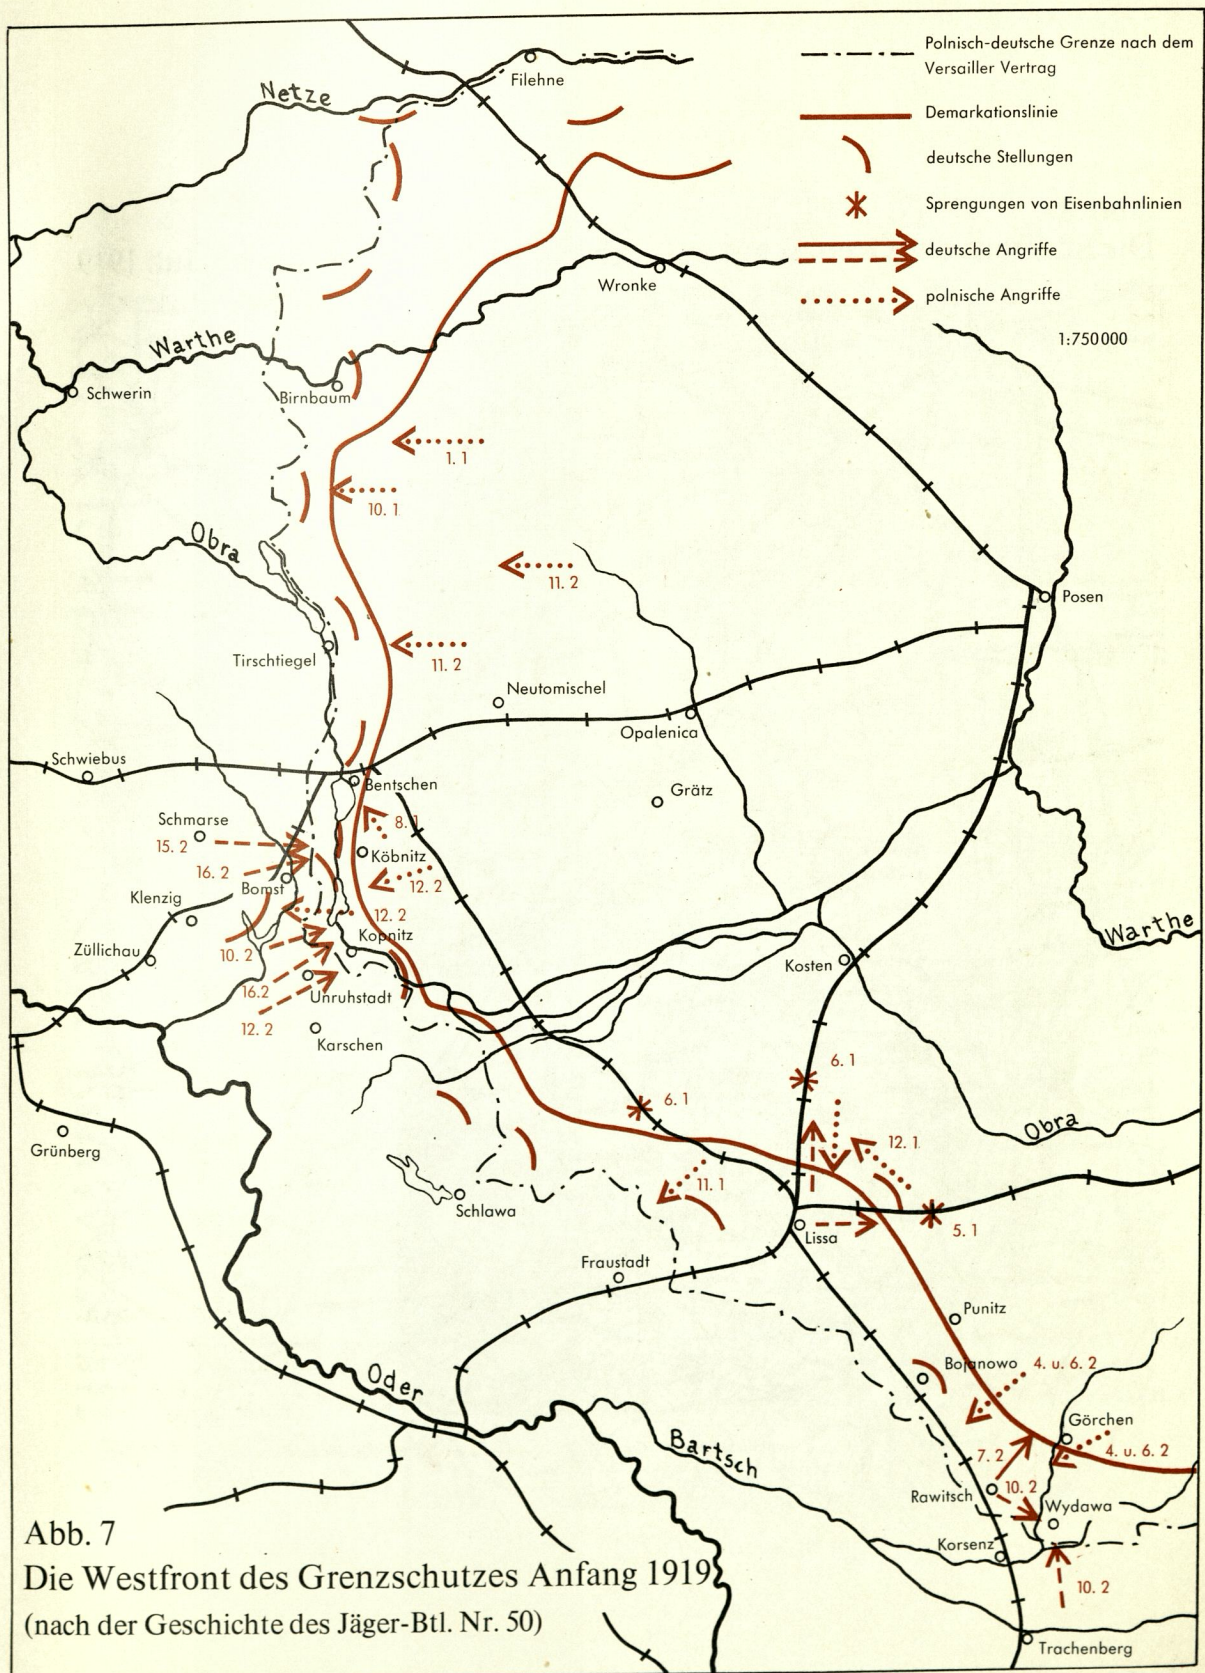 Polnisch-deutsche Grenze nach dem
Versailler Vertrag
Demarkationslinie
deutsche Stellungen
Sprengungen von Eisenbahnlinien
deutsche Angriffe
polnische Angriffe
1:750000
Filehne
Netze
Wronke
Warthe
Schwerin
Birnbaum
1. 1
10. 1
Obra
11. 2
Posen
Tirschtiegel
11. 2
Neutomischel
Opalenica
Schwiebus
Bentschen
Grätz
Schmarse
8. 1
15. 2
Köbnitz
16. 2
12. 2
Bomst
Klenzig
12. 2
Warthe
Kopnitz
Züllichau
10. 2
Kosten
16.2
Unruhstadt
12. 2
Karschen
6. 1
6. 1
Grünberg
Obra
12. 1
11. 1
Schlawa
Lissa
5. 1
Fraustadt
Punitz
Bojanowo
4. u. 6. 2
Oder
Görchen
Bartsch
4. u. 6. 2
7. 2
Rawitsch
10. 2
Wydawa
Korsenz
10. 2
Trachenberg
Abb. 7
Die Westfront des Grenzschutzes Anfang 1919
(nach der Geschichte des Jäger-Btl. Nr. 50)